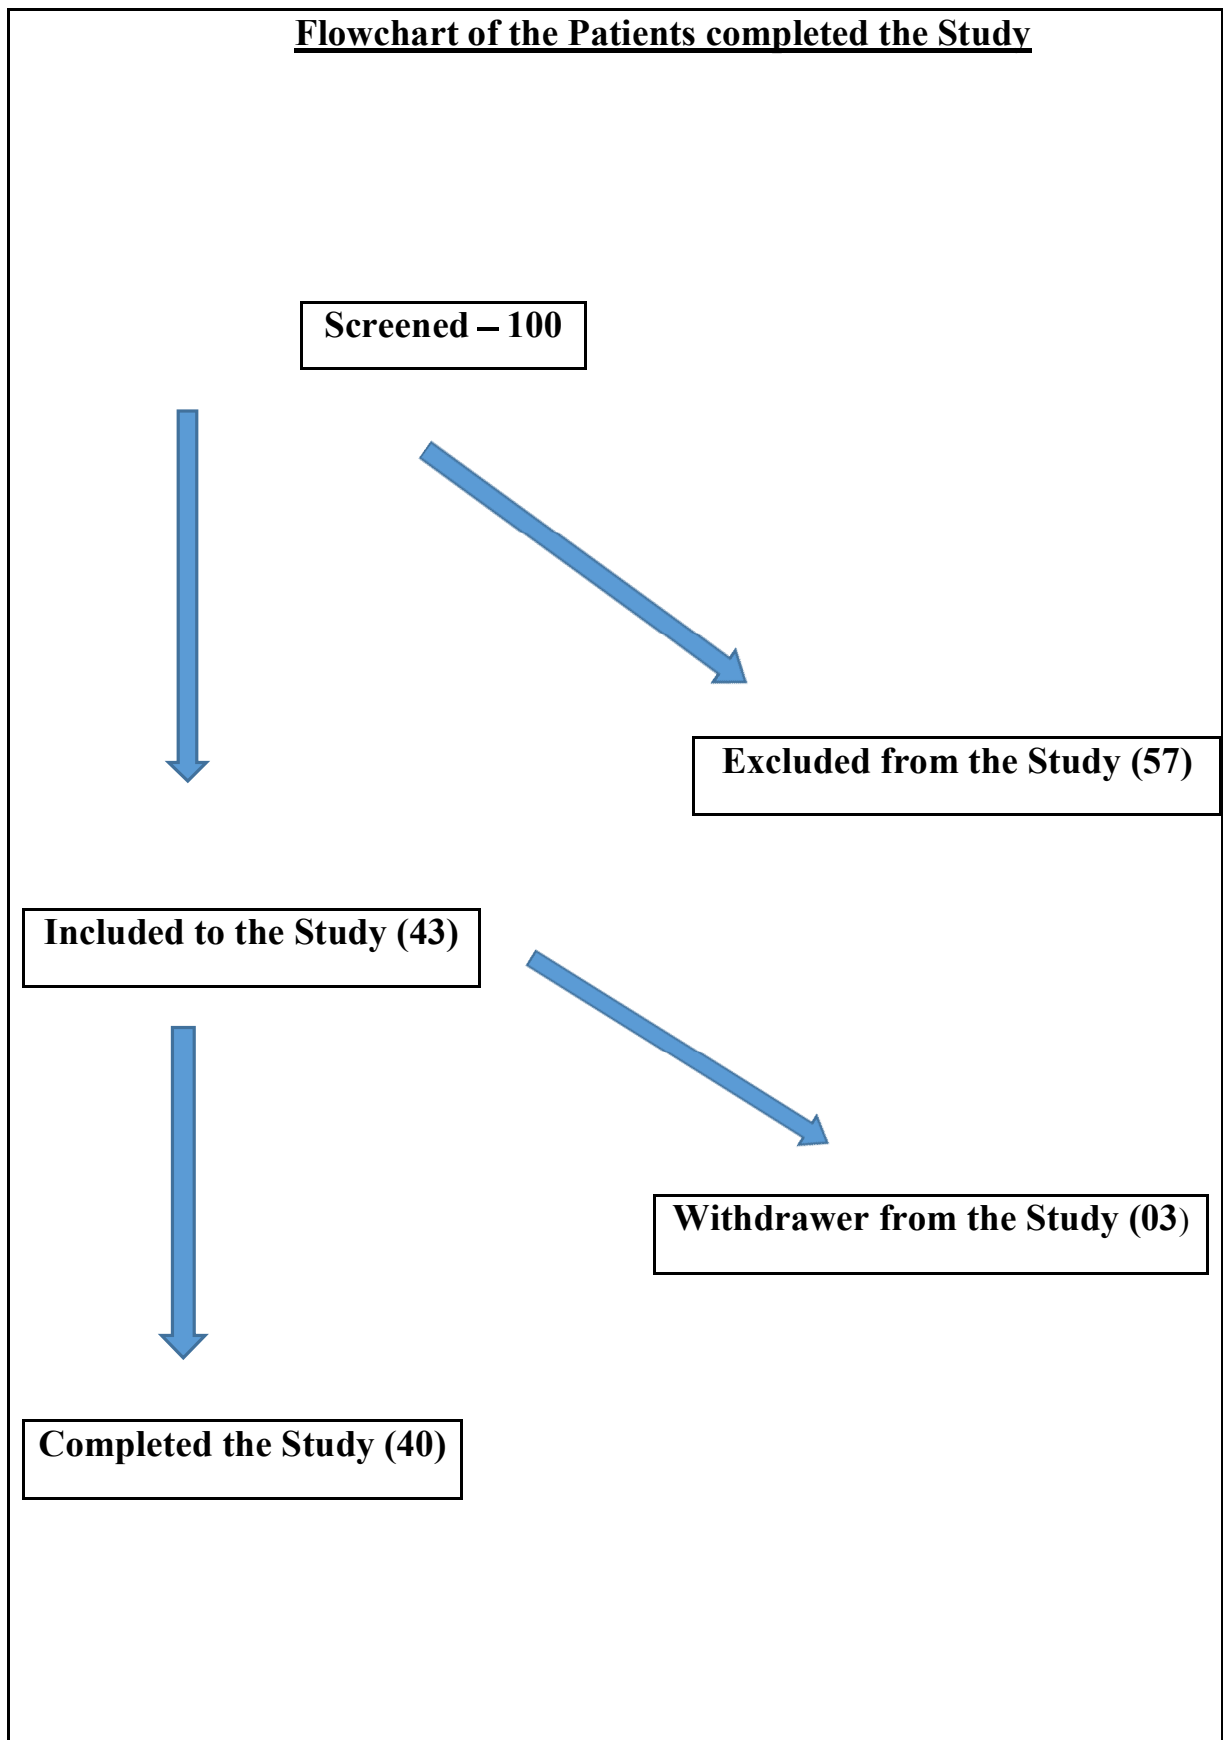 Flowchart of the Patients completed the Study
Screened – 100
Excluded from the Study (57)
Included to the Study (43)
Withdrawer from the Study (03)
Completed the Study (40)